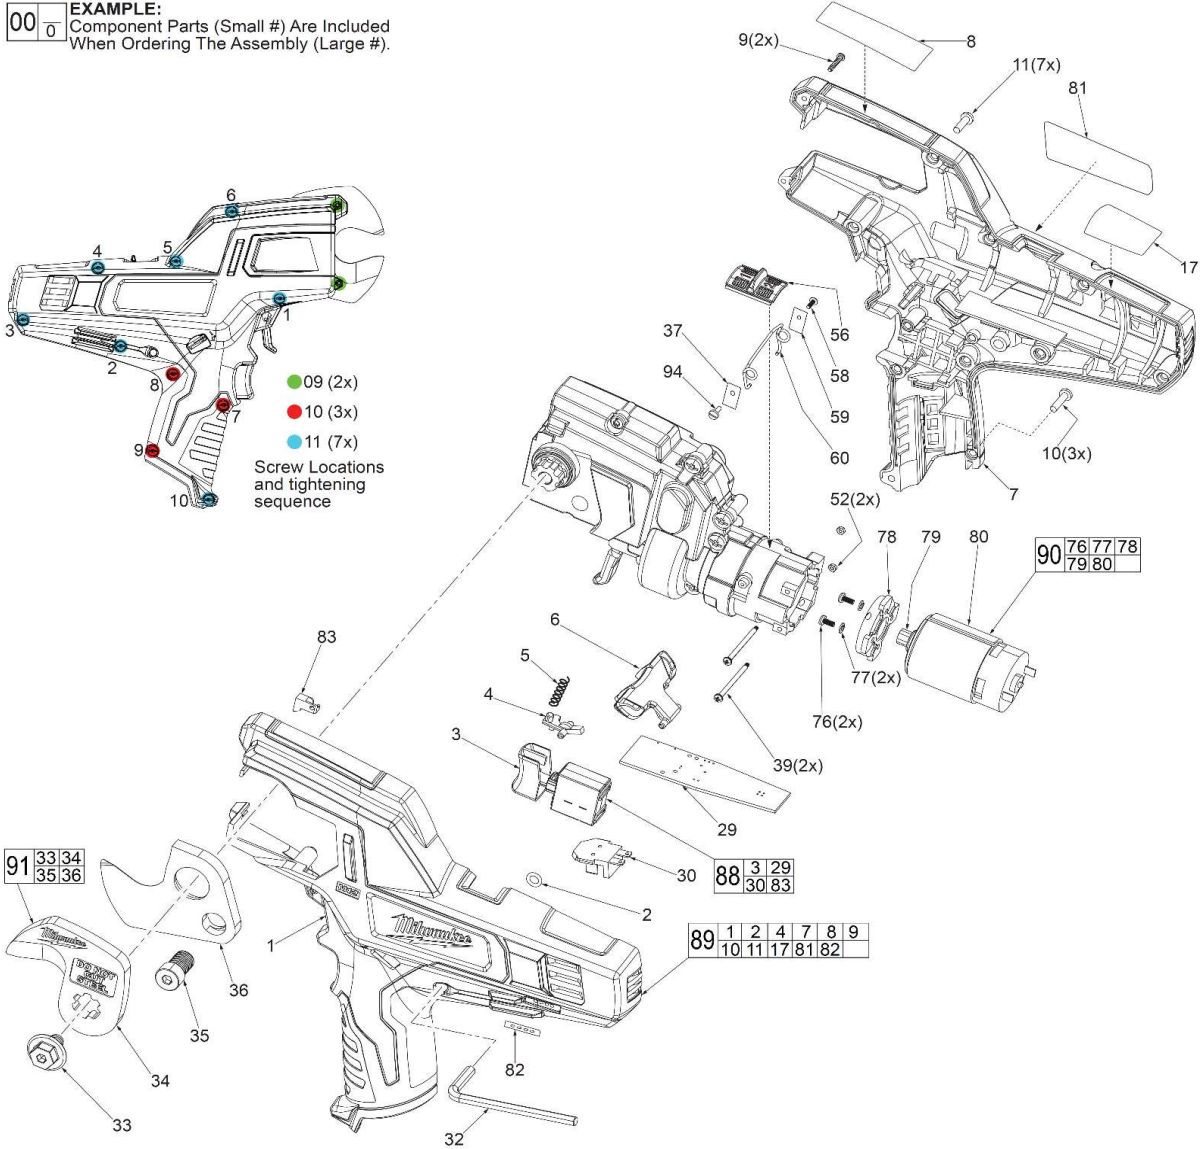 00 0
EXAMPLE:
Component Parts (Small #) Are Included
When Ordering The Assembly (Large #).
8
9(2x)
11(7x)
81
17
6
5
4
3
2
1
8
7
9
10
09 (2x)
10 (3x)
11 (7x)
Screw Locations
and tightening
sequence
56
37
58
94
59
60
10(3x)
7
52(2x)
78
79
80
90 76 77 78
79 80
6
83
5
77(2x)
4
76(2x)
3
39(2x)
29
30
88 3 29
30 83
2
91 33 34
35 36
1
Milwaukee
89 1 2 4 7 8 9
10 11 17 81 82
Milwaukee
DO NOT
CUT
STEEL
36
35
34
33
82
32